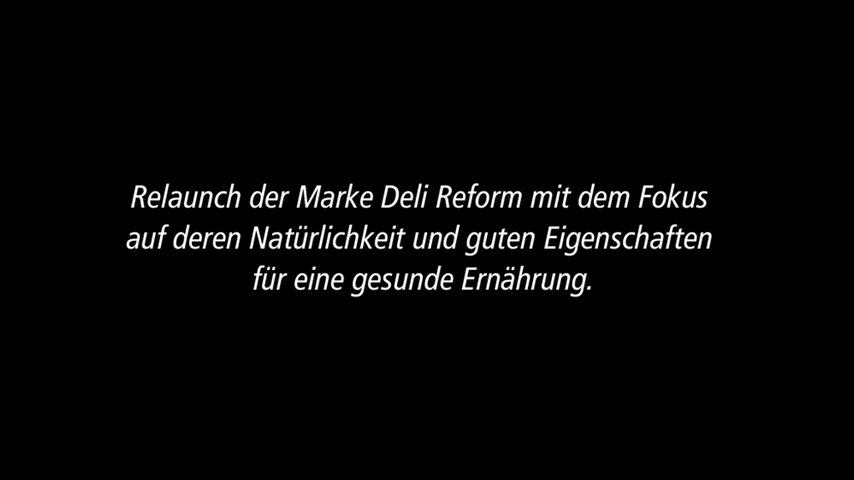 Relaunch der Marke Deli Reform mit dem Fokus
auf deren Natürlichkeit und guten Eigenschaften
für eine gesunde Ernährung.